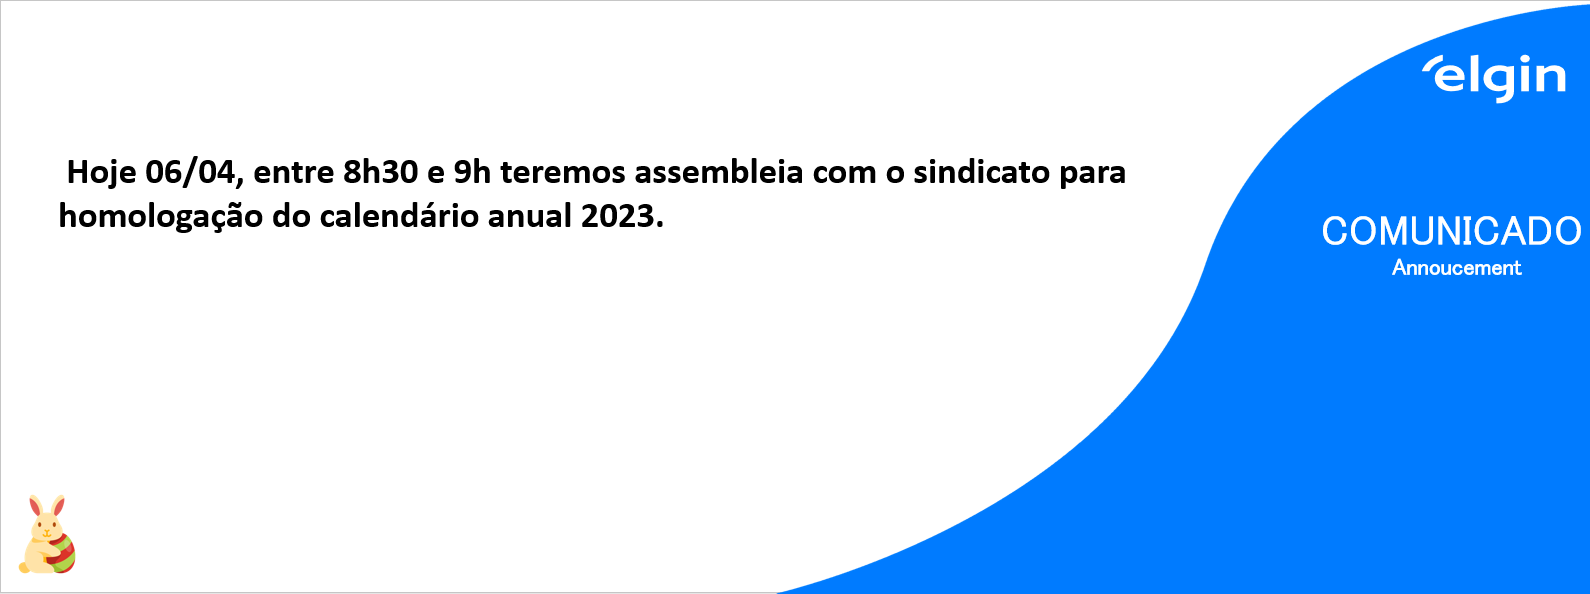 Hoje 06/04, entre 8h30 e 9h teremos assembleia com o sindicato para
homologação do calendário anual 2023.
elgin
COMUNICADO
Annoucement